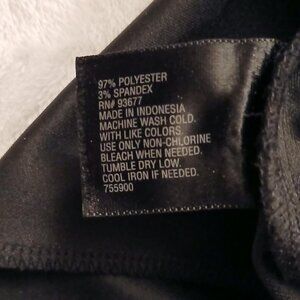 97% POLYESTER
3% SPANDEX
RN# 93677
MADE IN INDONESIA
MACHINE WASH COLD.
WITH LIKE COLORS
USE ONLY NON-CHLORINE
BLEACH WHEN NEEDED.
TUMBLE DRY LOW.
COOL IRON IF NEEDED.
755900